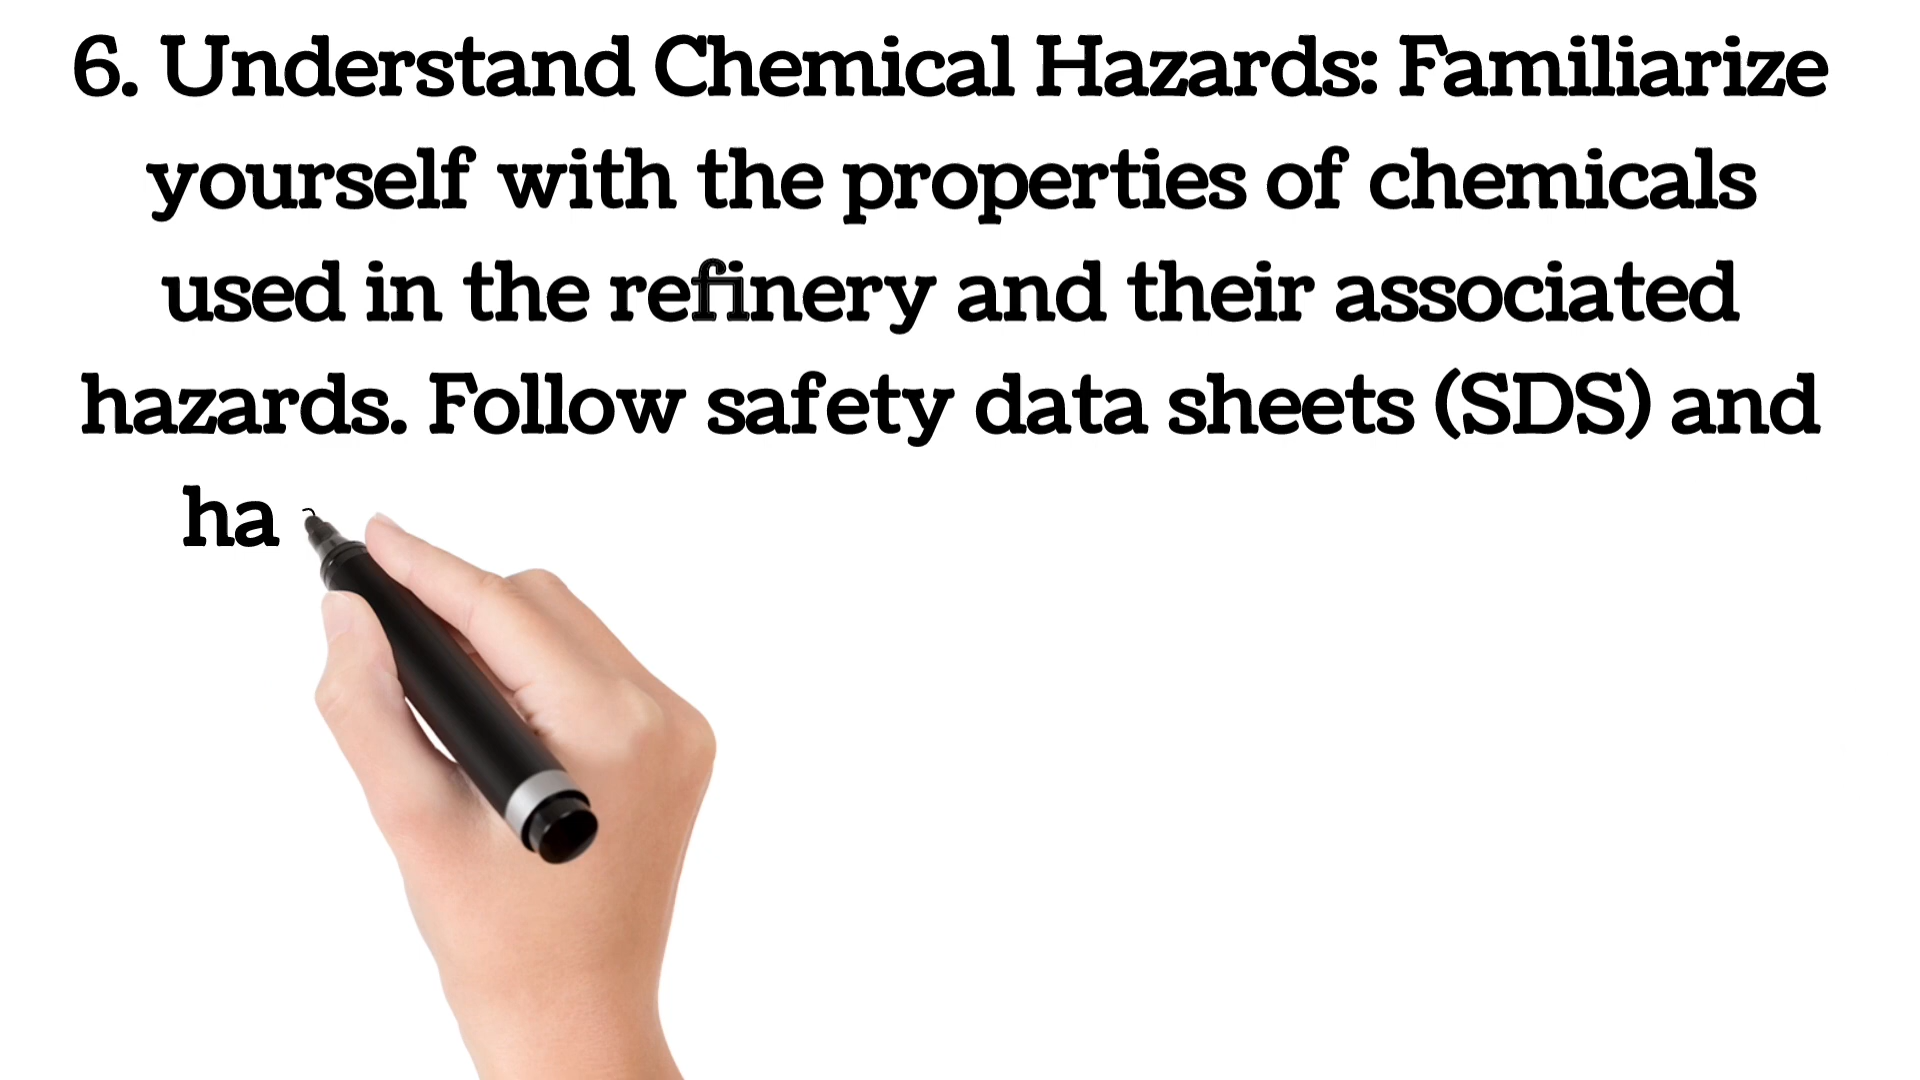 6. Understand Chemical Hazards: Familiarize
yourself with the properties of chemicals
used in the refinery and their associated
hazards. Follow safety data sheets (SDS) and
ha